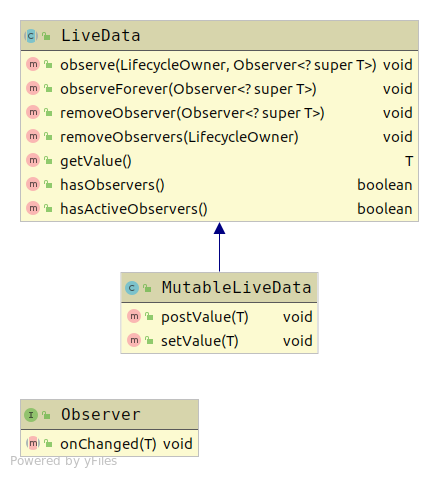 LiveData
observe(LifecycleOwner, Observer<? super T>) void
observeForever(Observer<? super T>) void
removeObserver(Observer<? super T>) void
removeObservers(LifecycleOwner) void
getValue() T
hasObservers() boolean
hasActiveObservers() boolean
MutableLiveData
postValue(T) void
setValue(T) void
Observer
onChanged(T) void
Powered by yFiles